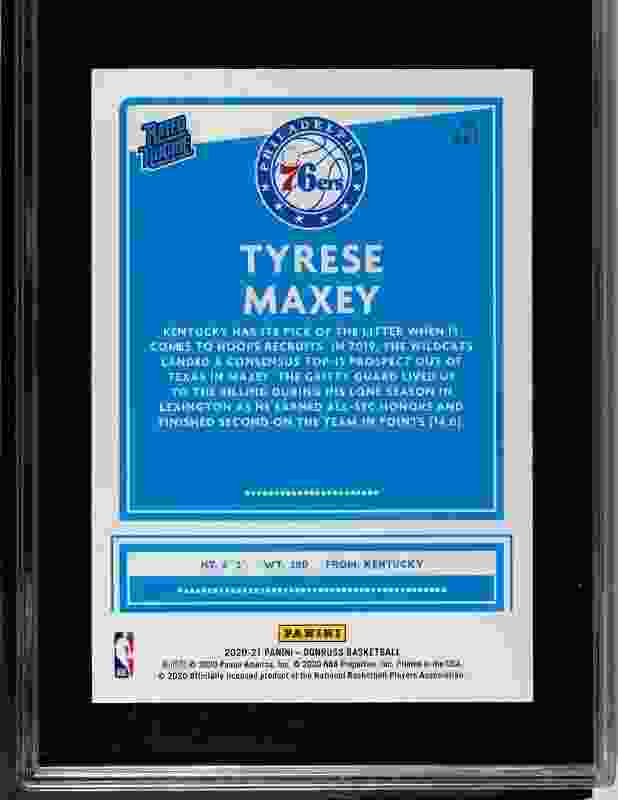 RATED
ROOKIE
PHILADELPHIA
76ers
TYRESE
MAXEY
KENTUCKY HAS ITS PICK OF THE LITTER WHEN IT
COMES TO HOOPS RECRUITS. IN 2019, THE WILDCATS
LANDED A CONSENSUS TOP-15 PROSPECT OUT OF
TEXAS IN MAXEY. THE GRITTY GUARD LIVED UP
TO THE BILLING DURING HIS LONE SEASON IN
LEXINGTON AS HE EARNED ALL-SEC HONORS AND
FINISHED SECOND ON THE TEAM IN POINTS (14.0).
HT. WT. 200 FROM: KENTUCKY
PANINI
2020-21 PANINI – DONRUSS BASKETBALL
© 2020 Panini America, Inc. © 2020 NBA Properties, Inc. Printed in the USA.
© 2020 Officially licensed product of the National Basketball Players Association.